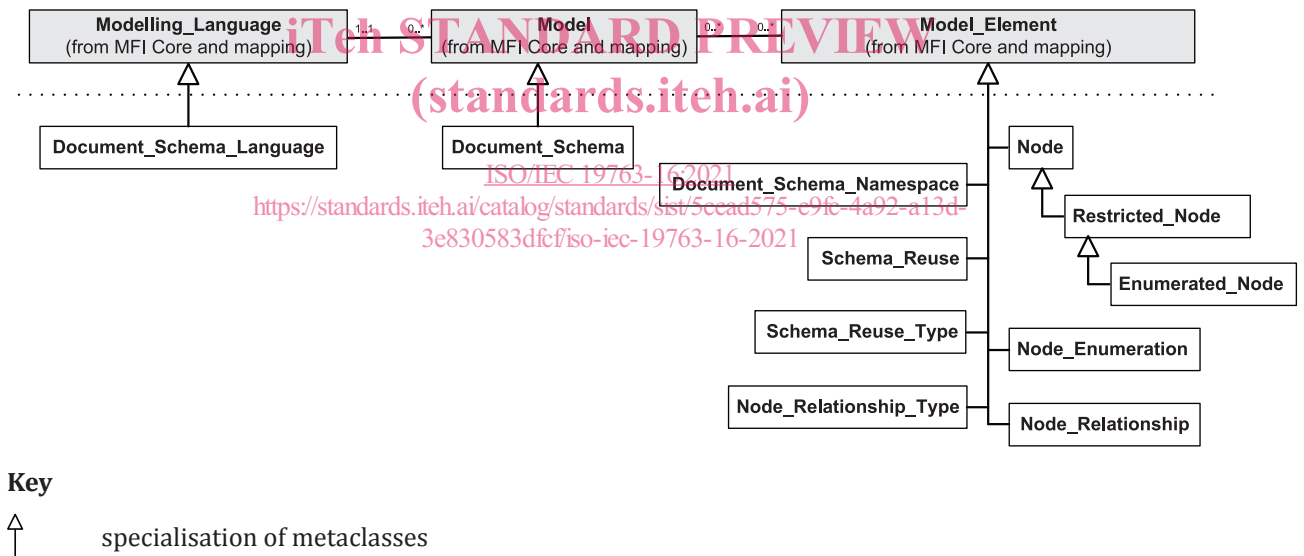 Modelling_Language
(from MFI Core and mapping)
1..1
0..*
Model
(from MFI Core and mapping)
0..*
0..*
Model_Element
(from MFI Core and mapping)
iTeh STANDARD PREVIEW
(standards.iteh.ai)
Document_Schema_Language
Document_Schema
Node
ISO/IEC 19763-16:2021
Document_Schema_Namespace
https://standards.iteh.ai/catalog/standards/sist/5cead575-e9fc-4a92-a13d-
3e830583dfcf/iso-iec-19763-16-2021
Restricted_Node
Schema_Reuse
Enumerated_Node
Schema_Reuse_Type
Node_Enumeration
Node_Relationship_Type
Node_Relationship
Key
specialisation of metaclasses